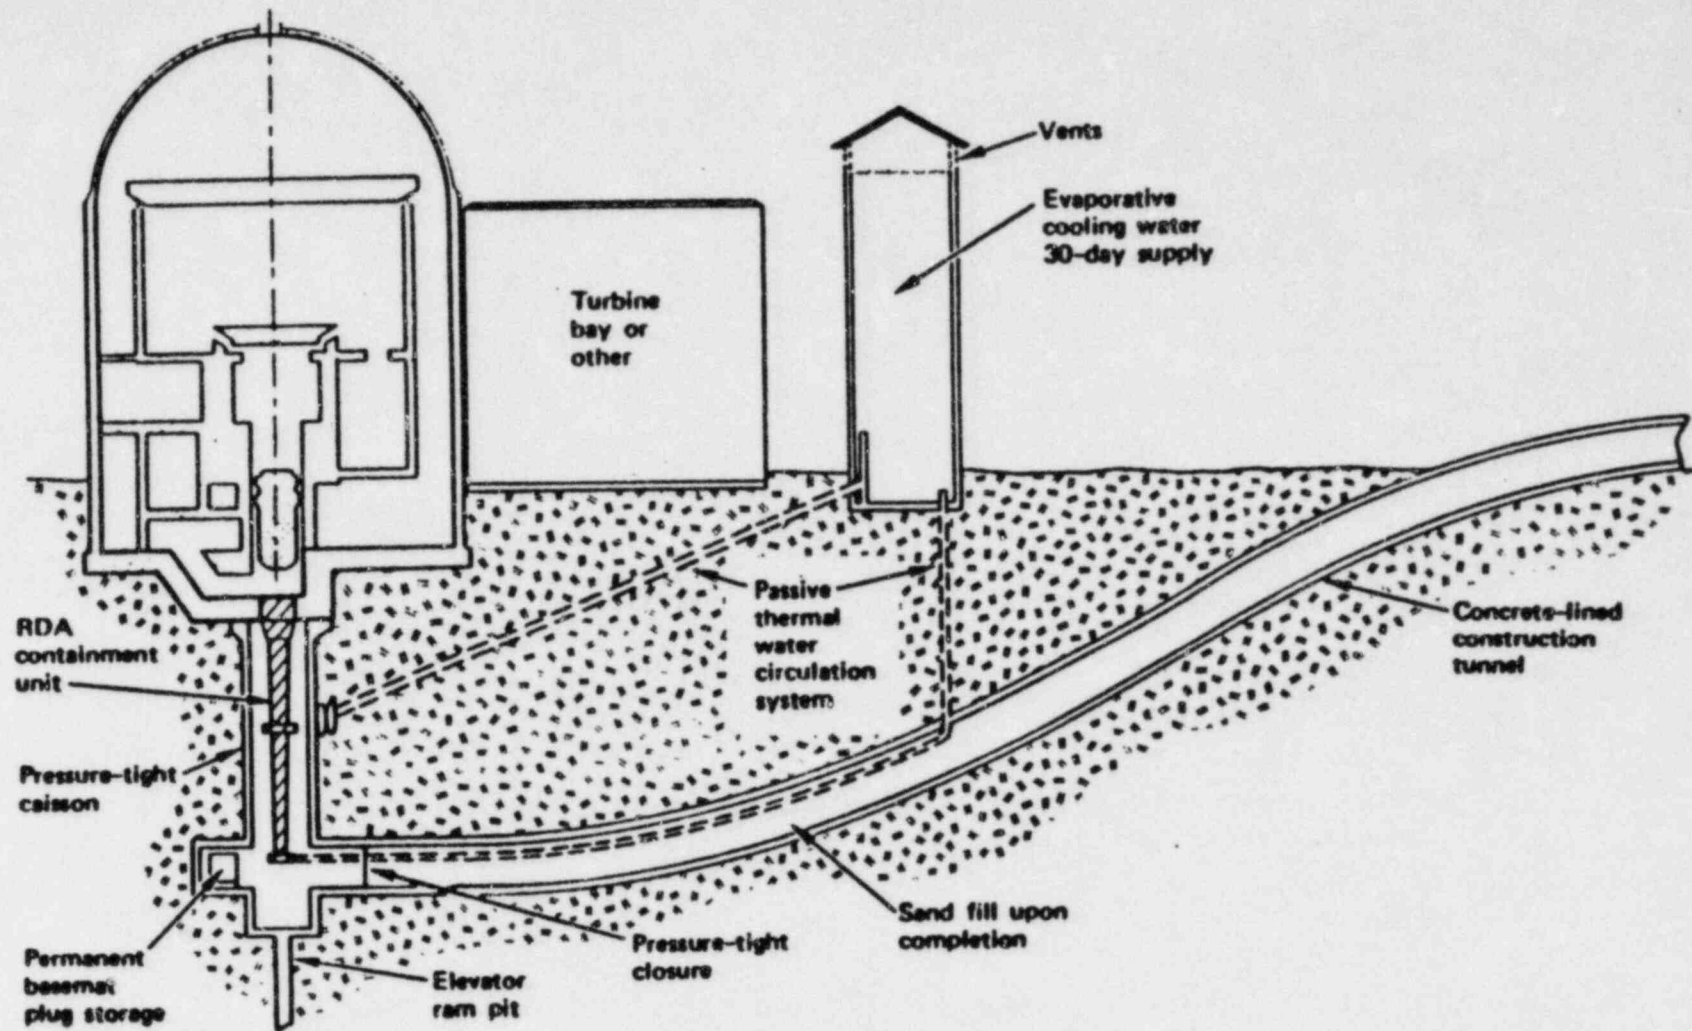 Vents
Evaporative
cooling water
30-day supply
Turbine
bay or
other
Passive
thermal
water
circulation
system
Concrete-lined
construction
tunnel
RDA
containment
unit
Pressure-tight
caisson
Sand fill upon
completion
Pressure-tight
closure
Permanent
basemat
plug storage
Elevator
ram pit